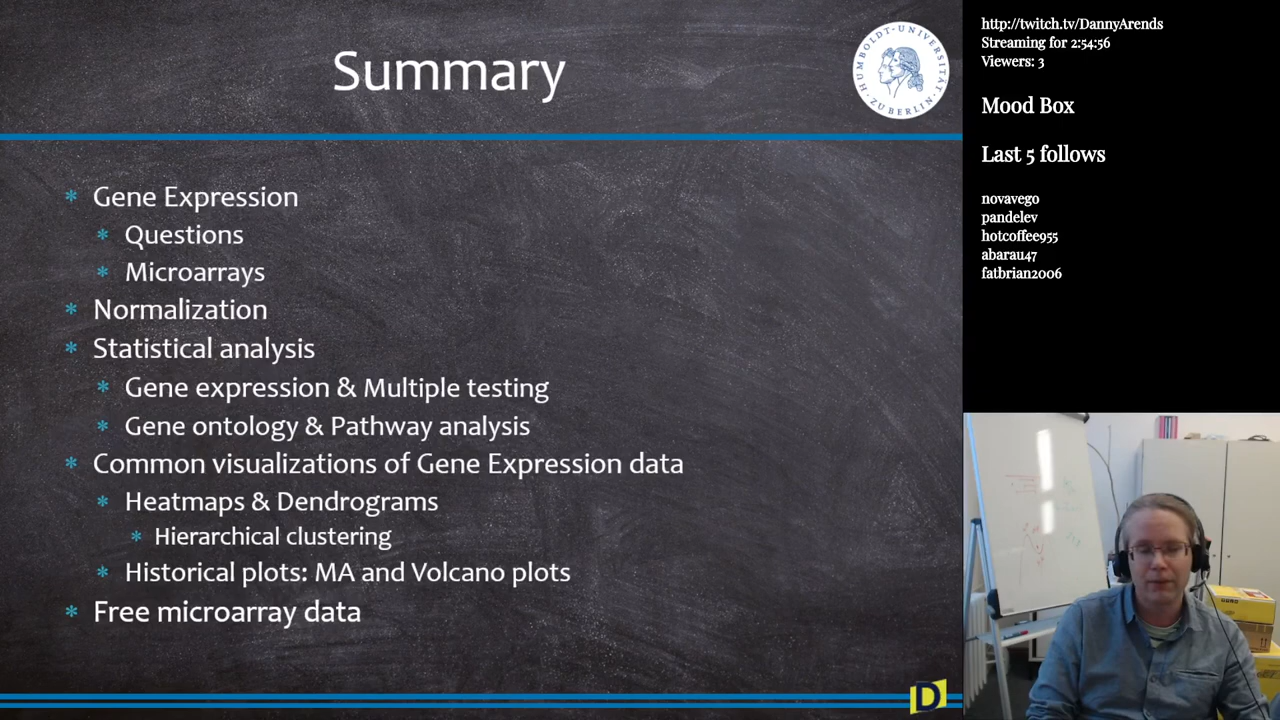 Summary
HUMBOLDT-UNIVERSITÄT
ZU BERLIN
Gene Expression
Questions
Microarrays
Normalization
Statistical analysis
Gene expression & Multiple testing
Gene ontology & Pathway analysis
Common visualizations of Gene Expression data
Heatmaps & Dendrograms
Hierarchical clustering
Historical plots: MA and Volcano plots
Free microarray data
D
http://twitch.tv/DannyArends
Streaming for 2:54:56
Viewers: 3
Mood Box
Last 5 follows
novavego
pandelev
hotcoffee955
abarau47
fatbrian2006